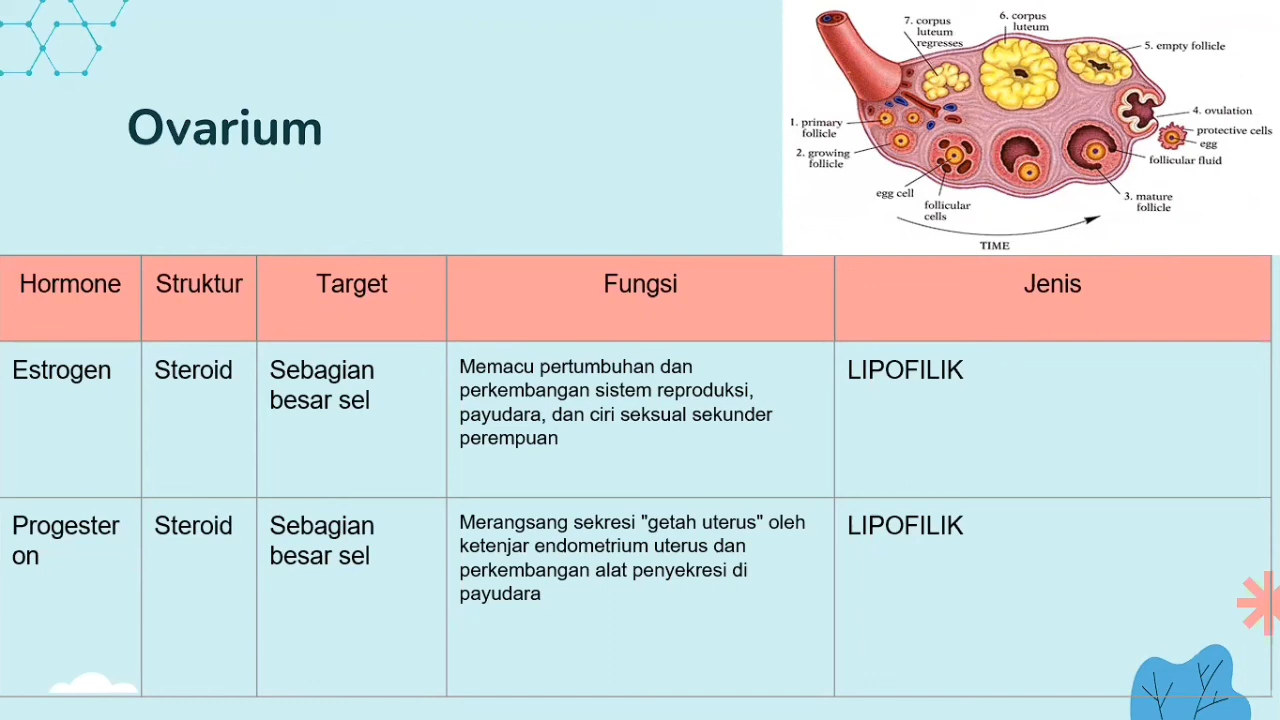 Ovarium
7. corpus
luteum
regresses
6. corpus
luteum
5. empty follicle
4. ovulation
protective cells
egg
follicular fluid
3. mature
follicle
1. primary
follicle
2. growing
follicle
egg cell
follicular
cells
TIME
Hormone Struktur Target Fungsi Jenis
Estrogen
Steroid
Sebagian
besar sel
Memacu pertumbuhan dan
perkembangan sistem reproduksi,
payudara, dan ciri seksual sekunder
perempuan
LIPOFILIK
Progester
on
Steroid
Sebagian
besar sel
Merangsang sekresi "getah uterus" oleh
ketenjar endometrium uterus dan
perkembangan alat penyekresi di
payudara
LIPOFILIK